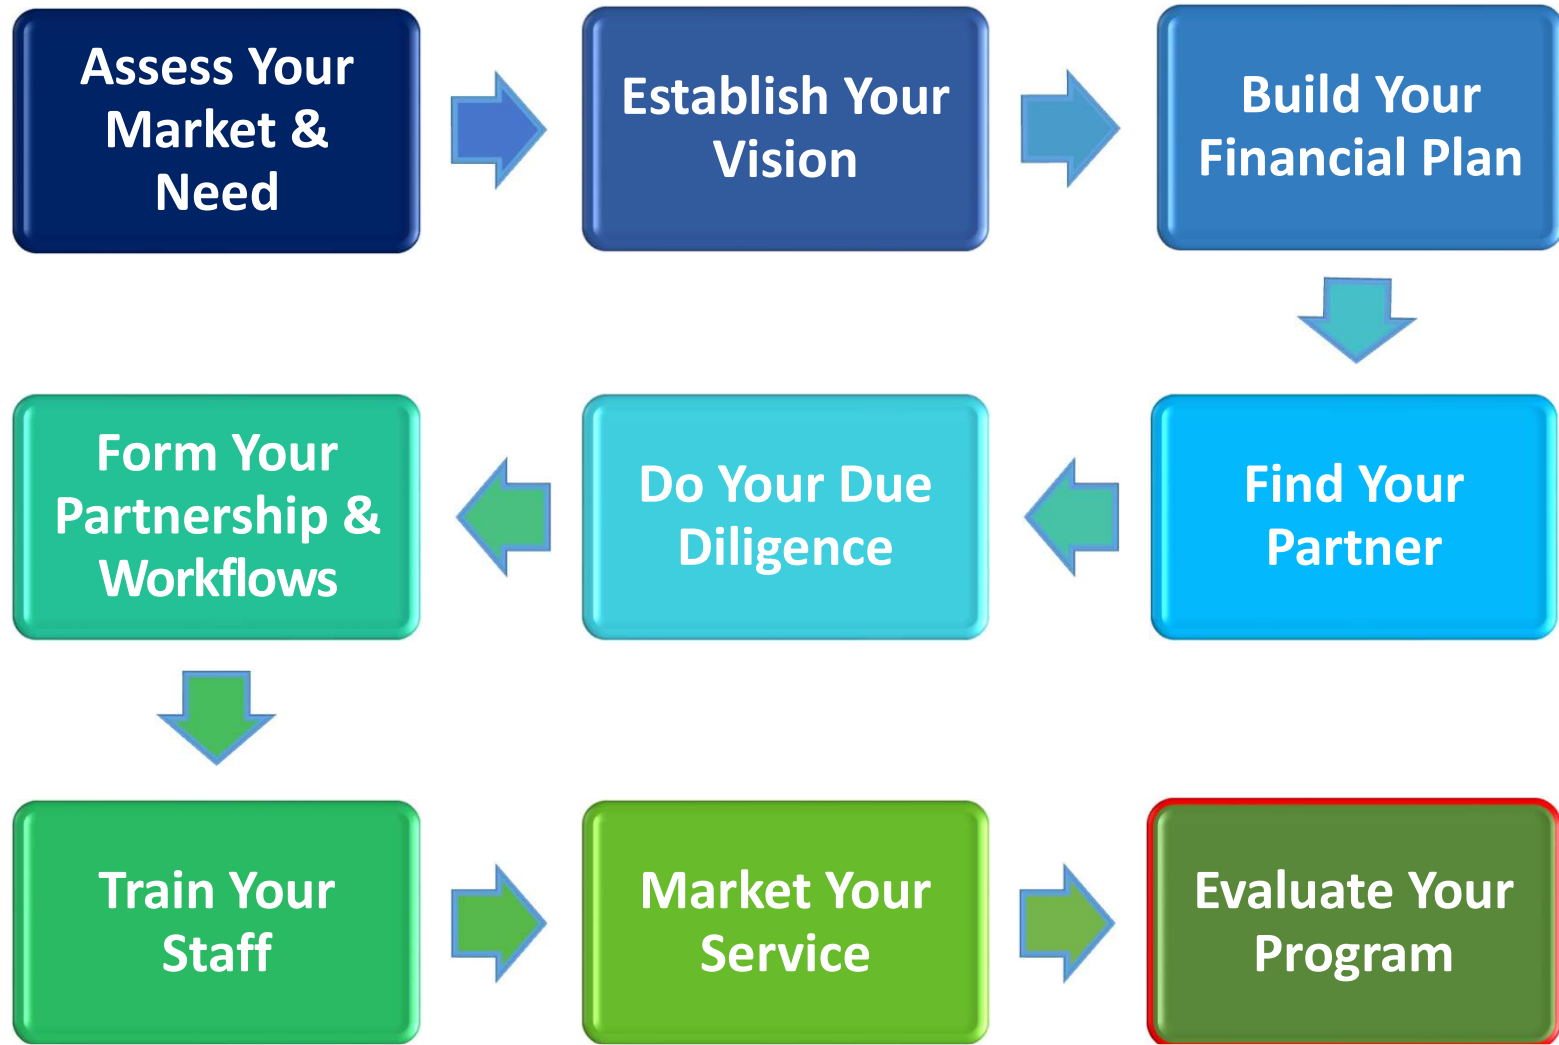 Assess Your
Market &
Need
Establish Your
Vision
Build Your
Financial Plan
Find Your
Partner
Do Your Due
Diligence
Form Your
Partnership &
Workflows
Train Your
Staff
Market Your
Service
Evaluate Your
Program